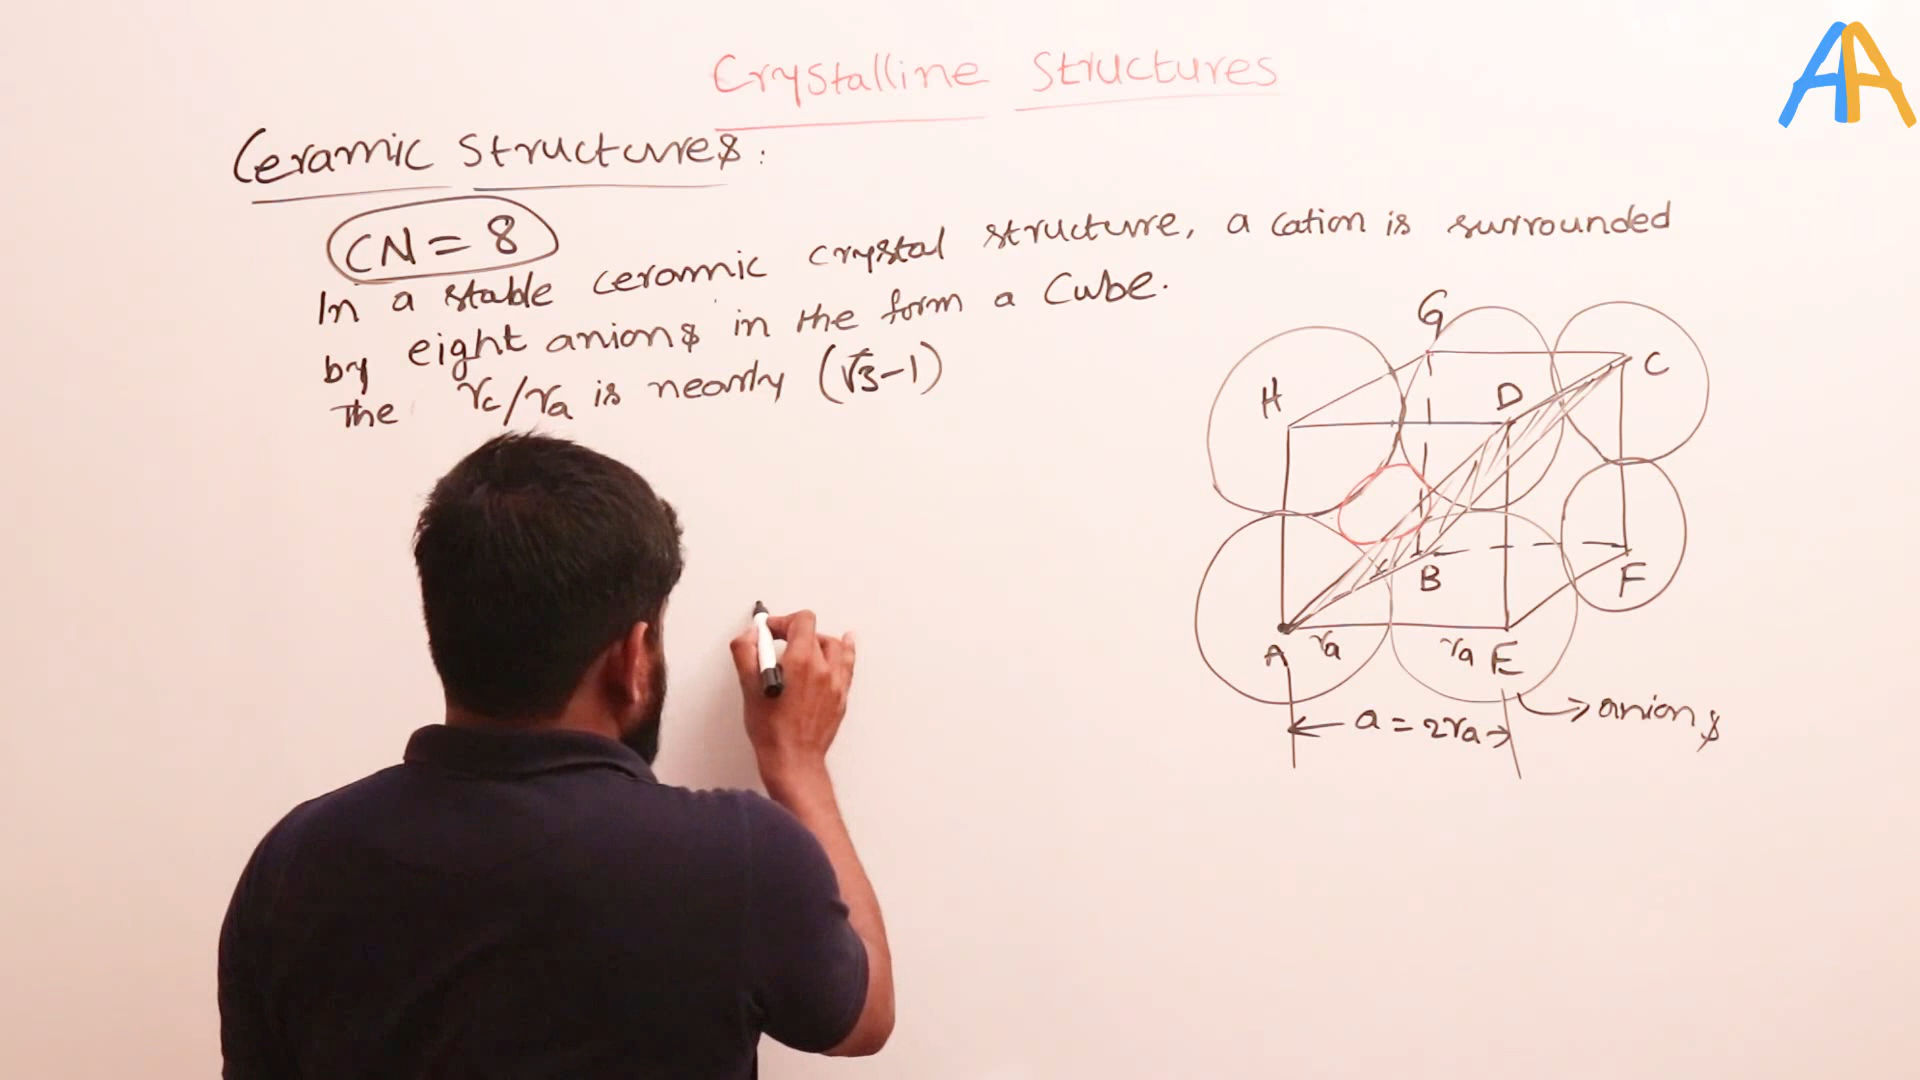 Crystalline Structures
Ceramic Structures:
CN = 8
In a stable ceramic crystal structure, a cation is surrounded
by eight anions in the form a Cube.
The rc/ra is nearly (√3-1)
G
C
H
D
B
F
A
ra
ra
E
anions
a = 2ra
AA